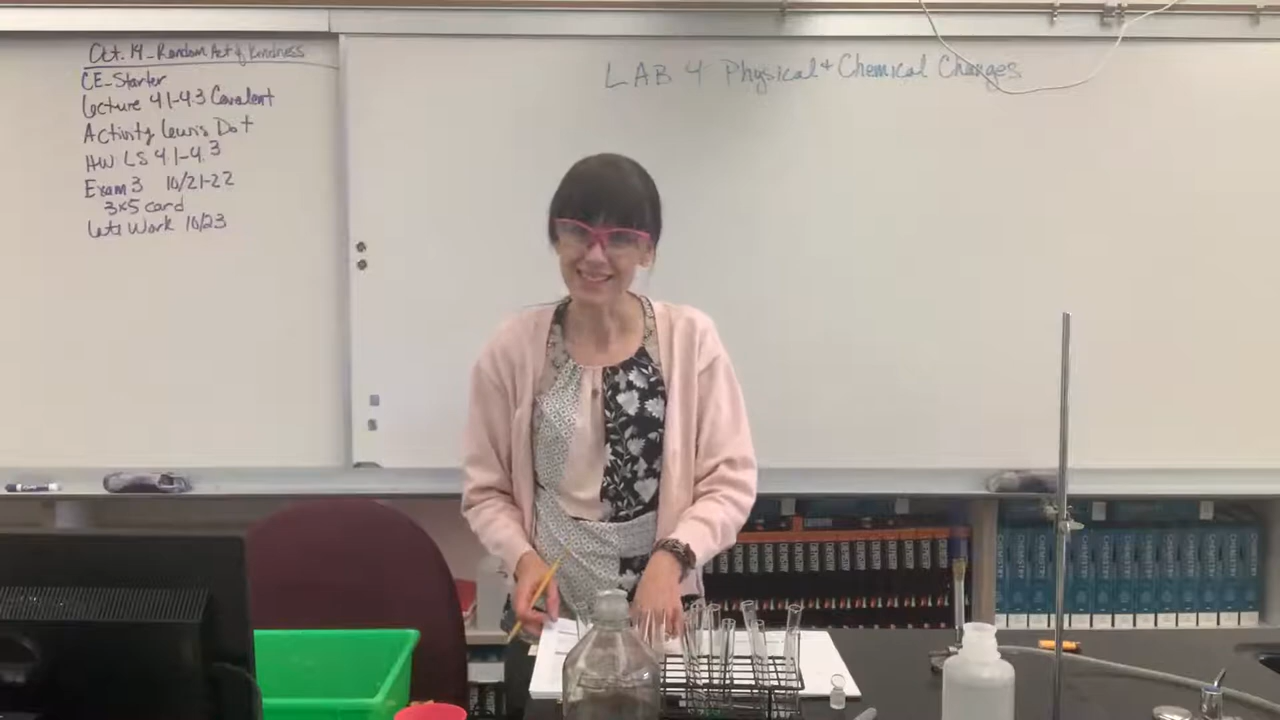 Oct. 14 - Random Act of Kindness
CE-Starter
Lecture 4.1-4.3 Covalent
Activity Lewis Dot
HW LS 4.1-4.3
Exam 3 10/21-22
3x5 card
Late Work 10/23
LAB 4 Physical + Chemical Changes
CHEMISTRY